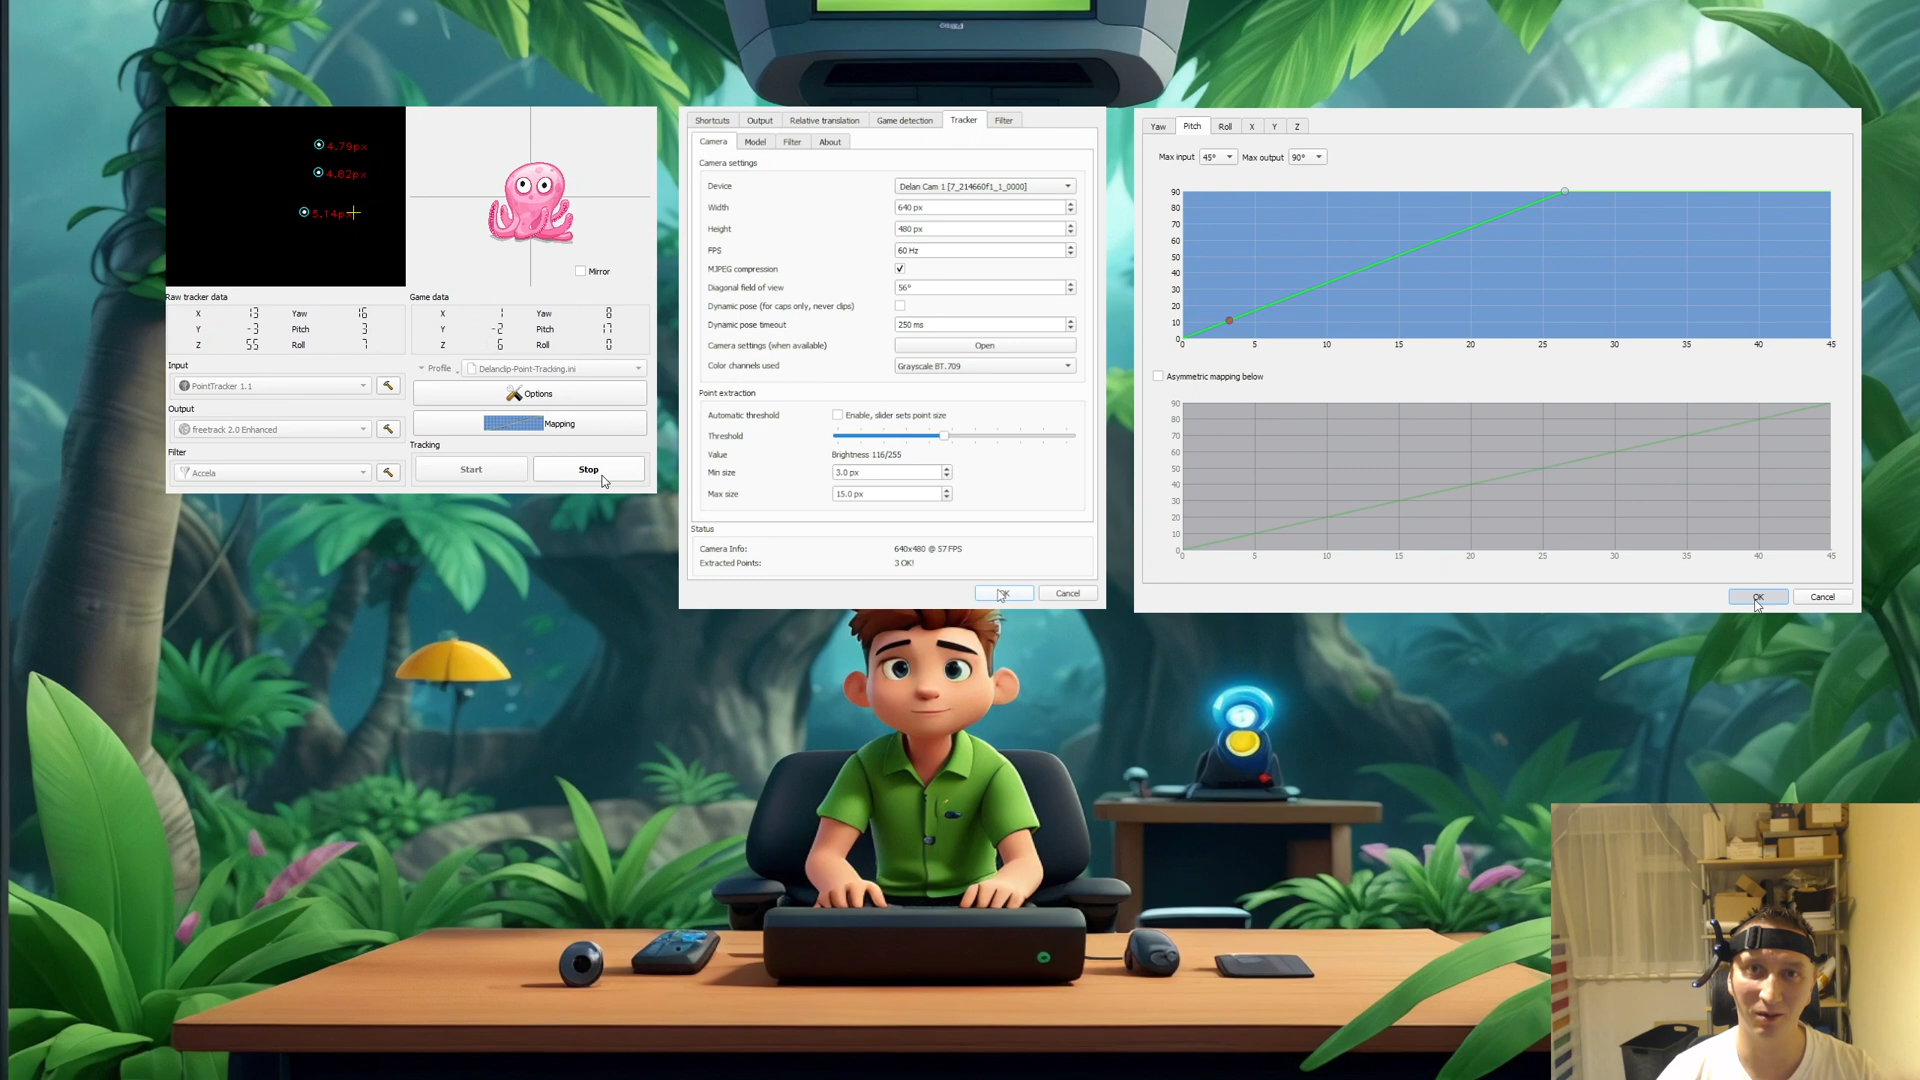 4.79px
4.82px
5.14p
Mirror
Raw tracker data
X 13 Yaw 16
Y -3 Pitch 3
Z 55 Roll 7
Game data
X 1 Yaw 8
Y -2 Pitch 17
Z 6 Roll 0
Input
PointTracker 1.1
Output
freetrack 2.0 Enhanced
Filter
Accela
Profile Delanclip-Point-Tracking.ini
Options
Mapping
Tracking
Start Stop
Shortcuts Output Relative translation Game detection Tracker Filter
Camera Model Filter About
Camera settings
Device Delan Cam 1 [7_214660f1_1_0000]
Width 640 px
Height 480 px
FPS 60 Hz
MJPEG compression
Diagonal field of view 56°
Dynamic pose (for caps only, never clips)
Dynamic pose timeout 250 ms
Camera settings (when available) Open
Color channels used Grayscale BT.709
Point extraction
Automatic threshold Enable, slider sets point size
Threshold
Value Brightness 116/255
Min size 3.0 px
Max size 15.0 px
Status
Camera Info: 640x480 @ 57 FPS
Extracted Points: 3 OK!
Cancel
Yaw Pitch Roll X Y Z
Max input 45° Max output 90°
90
80
70
60
50
40
30
20
10
0
0 5 10 15 20 25 30 35 40 45
Asymmetric mapping below
90
80
70
60
50
40
30
20
10
0
0 5 10 15 20 25 30 35 40 45
OK Cancel